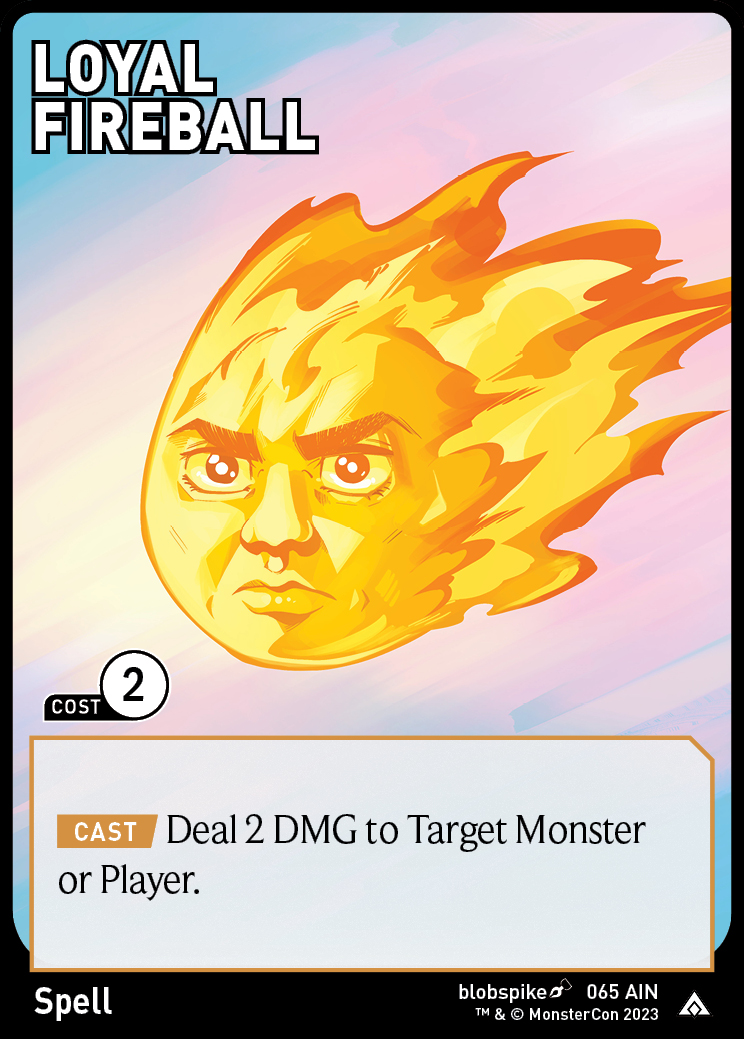 LOYAL
FIREBALL
COST 2
CAST Deal 2 DMG to Target Monster
or Player.
Spell
blobspike 065 AIN
™ & © MonsterCon 2023